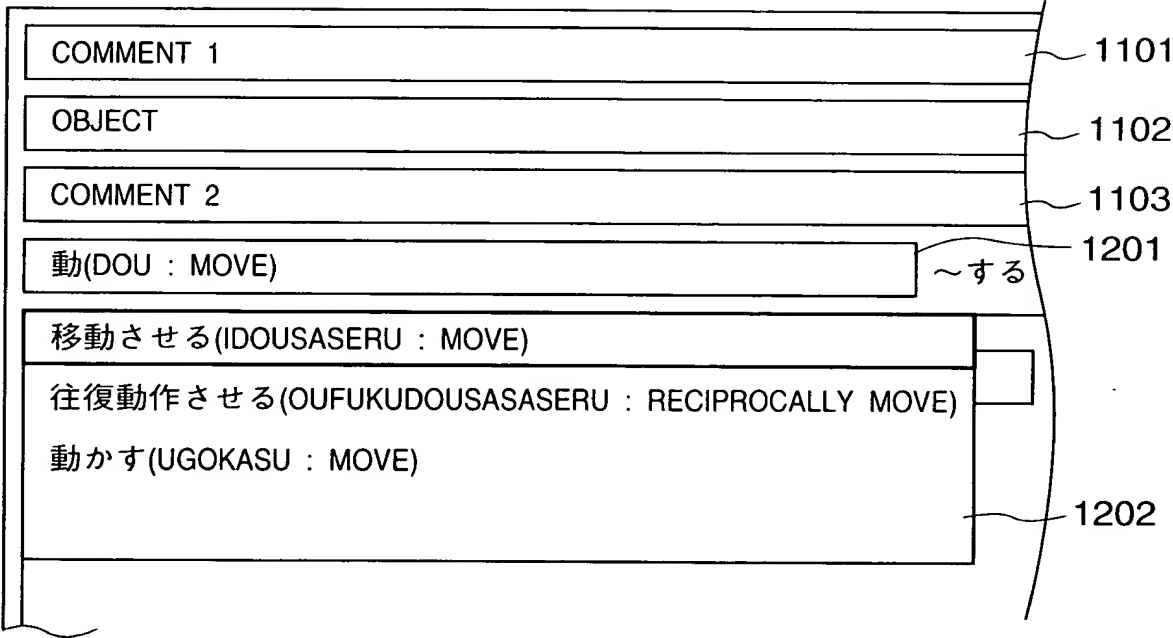 COMMENT 1 1101
OBJECT 1102
COMMENT 2 1103
動(DOU : MOVE) ～する 1201
移動させる(IDOUSASERU : MOVE)
往復動作させる(OUFUKUDOUSASASERU : RECIPROCALLY MOVE)
動かす(UGOKASU : MOVE)
1202